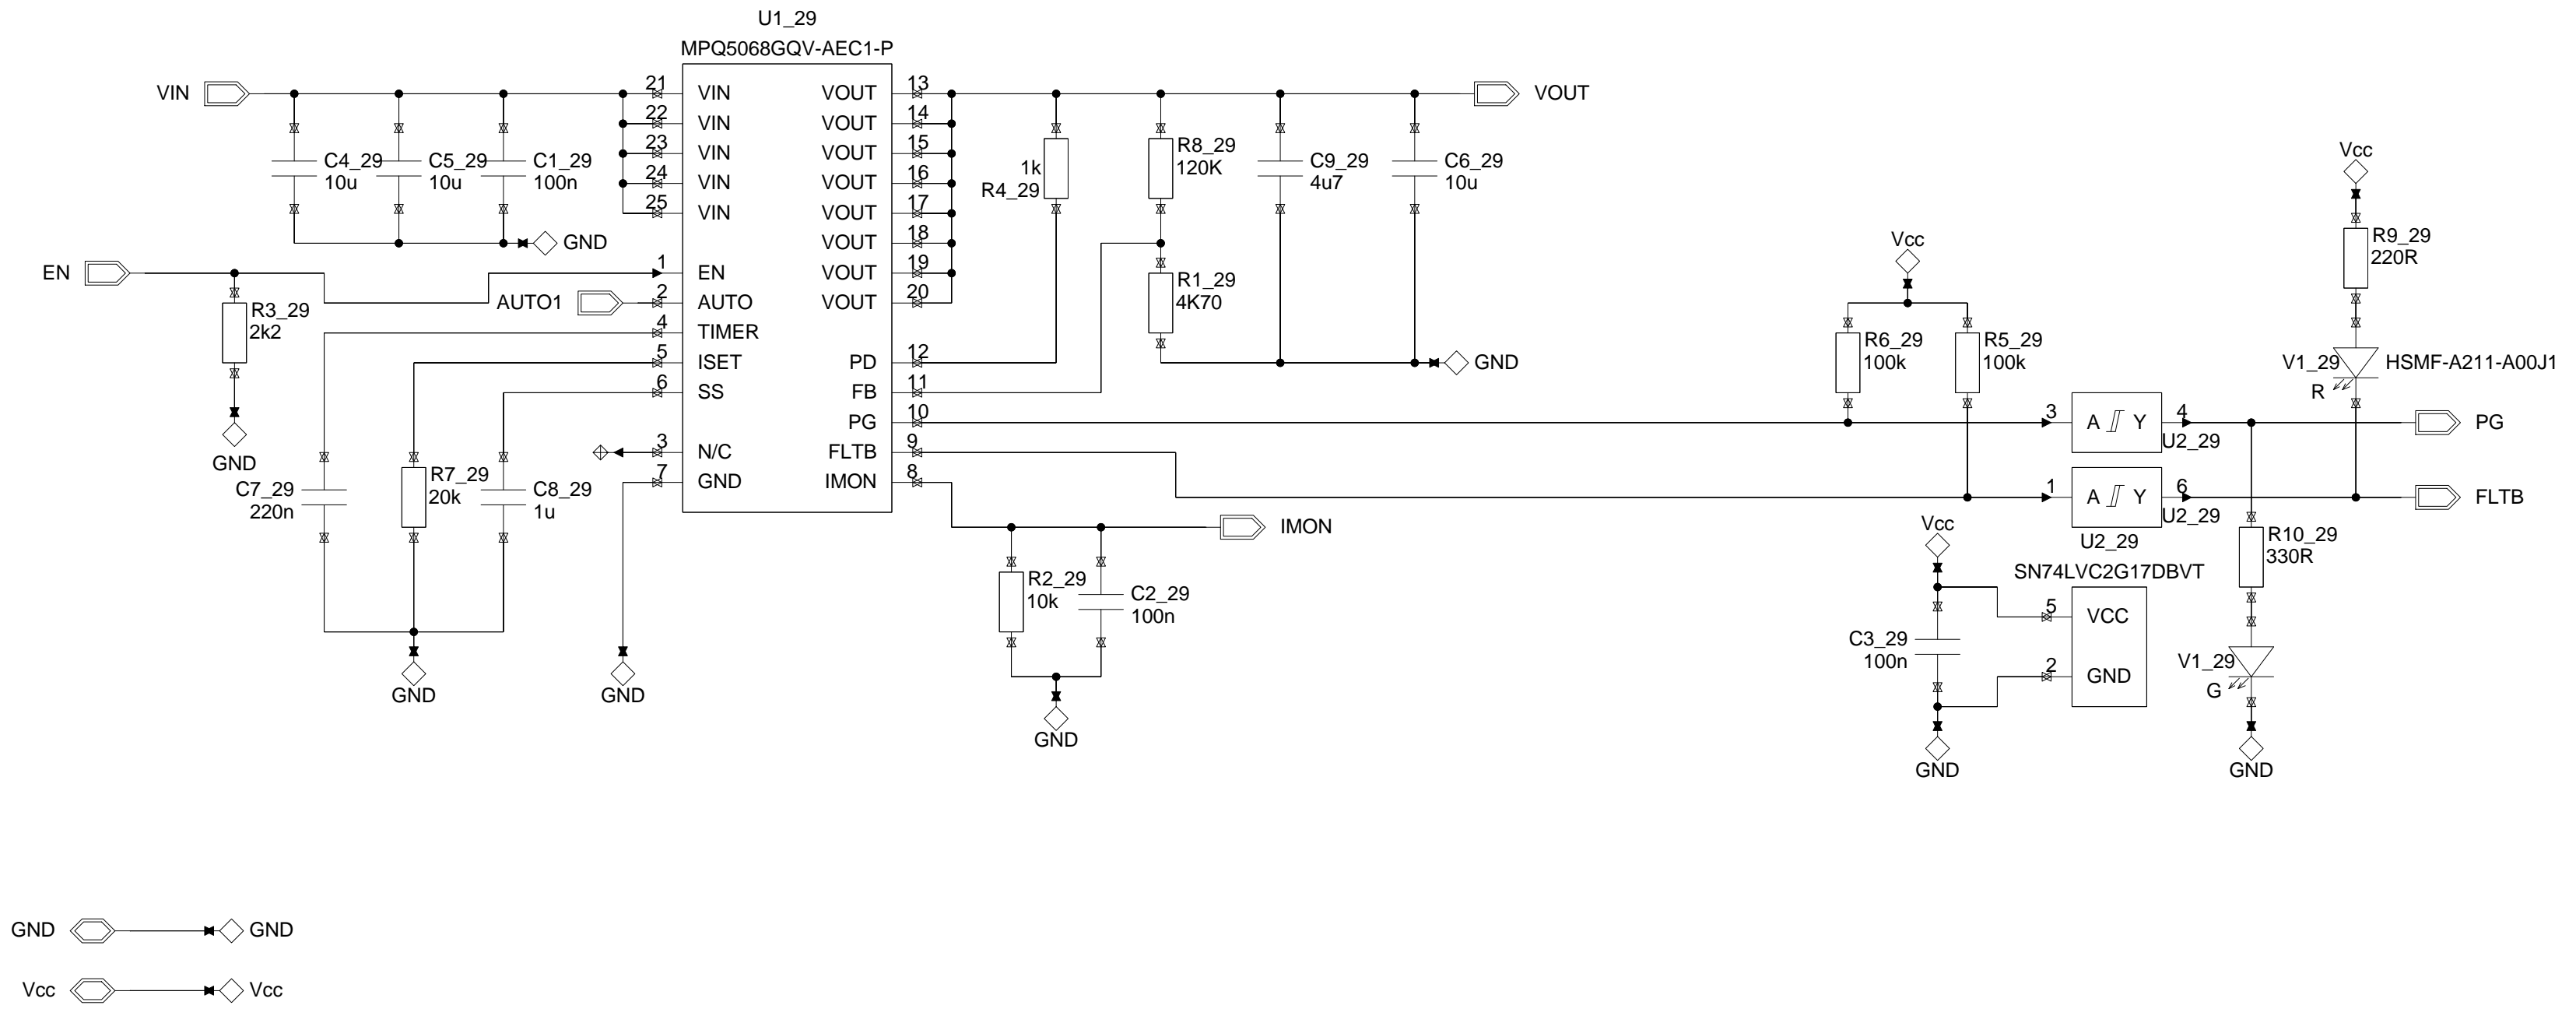 U1_29
MPQ5068GQV-AEC1-P
VIN
21 VIN
22 VIN
23 VIN
24 VIN
25 VIN
1 EN
2 AUTO
4 TIMER
5 ISET
6 SS
3 N/C
7 GND
VOUT 13
VOUT 14
VOUT 15
VOUT 16
VOUT 17
VOUT 18
VOUT 19
VOUT 20
PD 12
FB 11
PG 10
FLTB 9
IMON 8
C4_29
10u
C5_29
10u
C1_29
100n
GND
EN
AUTO1
R3_29
2k2
GND
C7_29
220n
R7_29
20k
C8_29
1u
GND
GND
VOUT
1k
R4_29
R8_29
120K
R1_29
4K70
C9_29
4u7
C6_29
10u
GND
IMON
R2_29
10k
C2_29
100n
GND
Vcc
R6_29
100k
R5_29
100k
Vcc
R9_29
220R
V1_29
R
HSMF-A211-A00J1
3 A Y 4
U2_29
PG
1 A Y 6
U2_29
FLTB
U2_29
SN74LVC2G17DBVT
5 VCC
2 GND
Vcc
C3_29
100n
GND
R10_29
330R
V1_29
G
GND
GND GND
Vcc Vcc